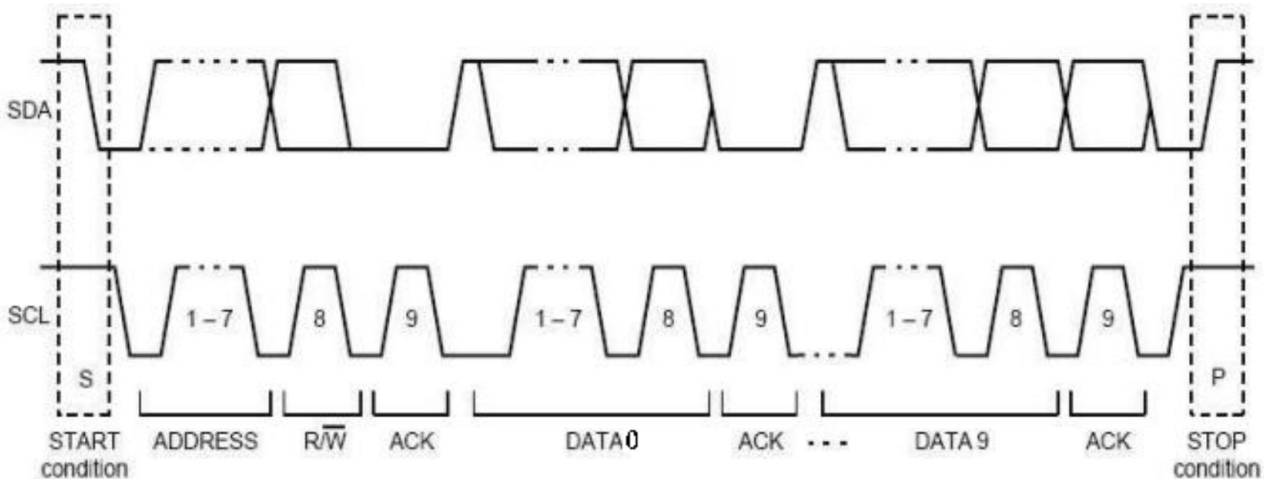 SDA
SCL
1 – 7
8
9
1 – 7
8
9
1 – 7
8
9
S
P
START condition
ADDRESS
R/W̅
ACK
DATA 0
ACK
DATA 9
ACK
STOP condition